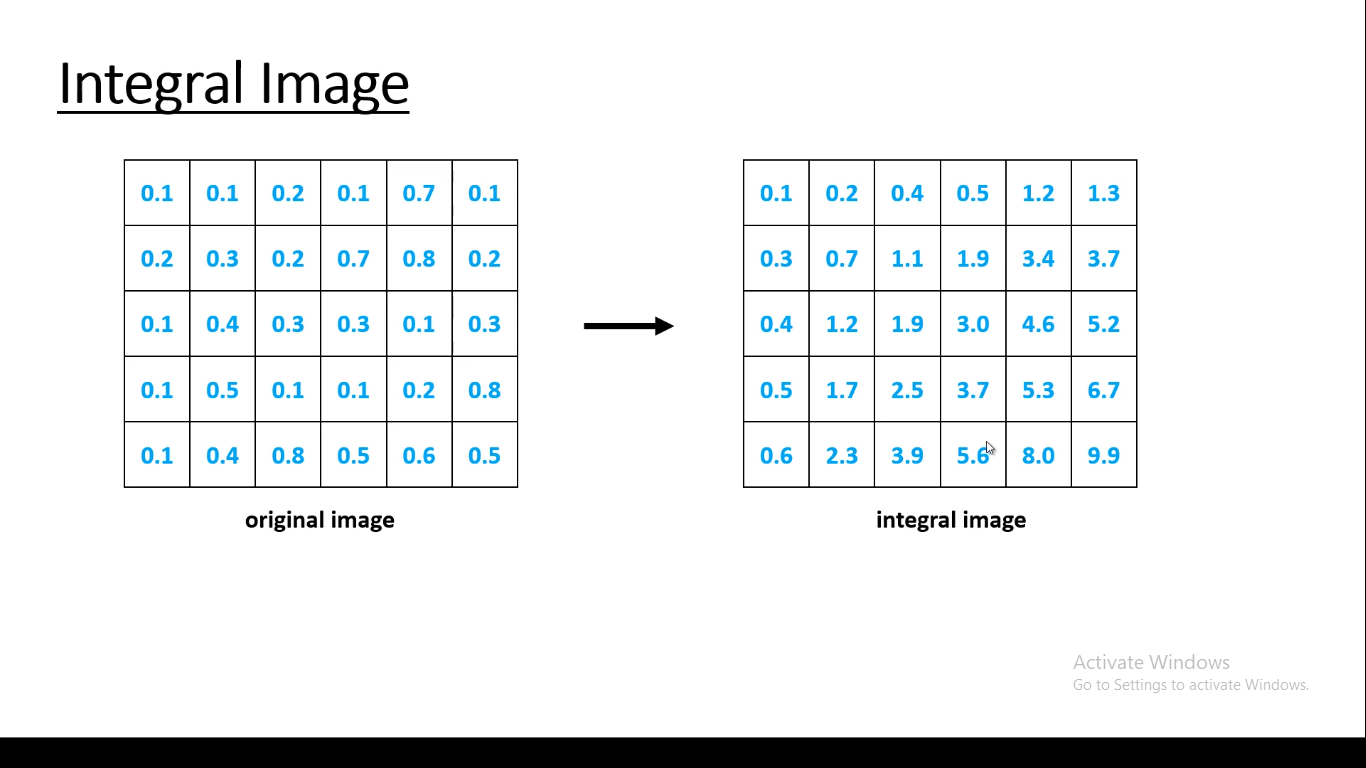 Integral Image
0.1 0.1 0.2 0.1 0.7 0.1
0.2 0.3 0.2 0.7 0.8 0.2
0.1 0.4 0.3 0.3 0.1 0.3
0.1 0.5 0.1 0.1 0.2 0.8
0.1 0.4 0.8 0.5 0.6 0.5
original image
0.1 0.2 0.4 0.5 1.2 1.3
0.3 0.7 1.1 1.9 3.4 3.7
0.4 1.2 1.9 3.0 4.6 5.2
0.5 1.7 2.5 3.7 5.3 6.7
0.6 2.3 3.9 5.6 8.0 9.9
integral image
Activate Windows
Go to Settings to activate Windows.